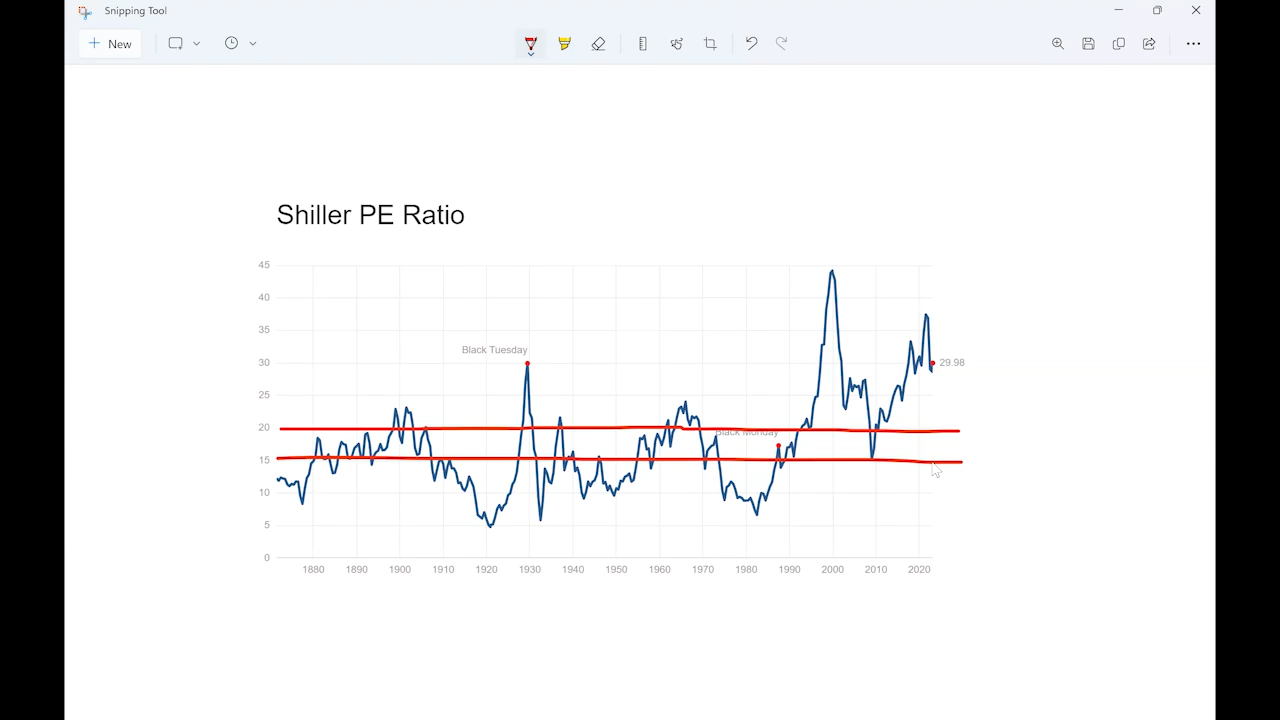 Snipping Tool
New
Shiller PE Ratio
45
40
35
30
25
20
15
10
5
0
Black Tuesday
29.98
Black Monday
1880 1890 1900 1910 1920 1930 1940 1950 1960 1970 1980 1990 2000 2010 2020